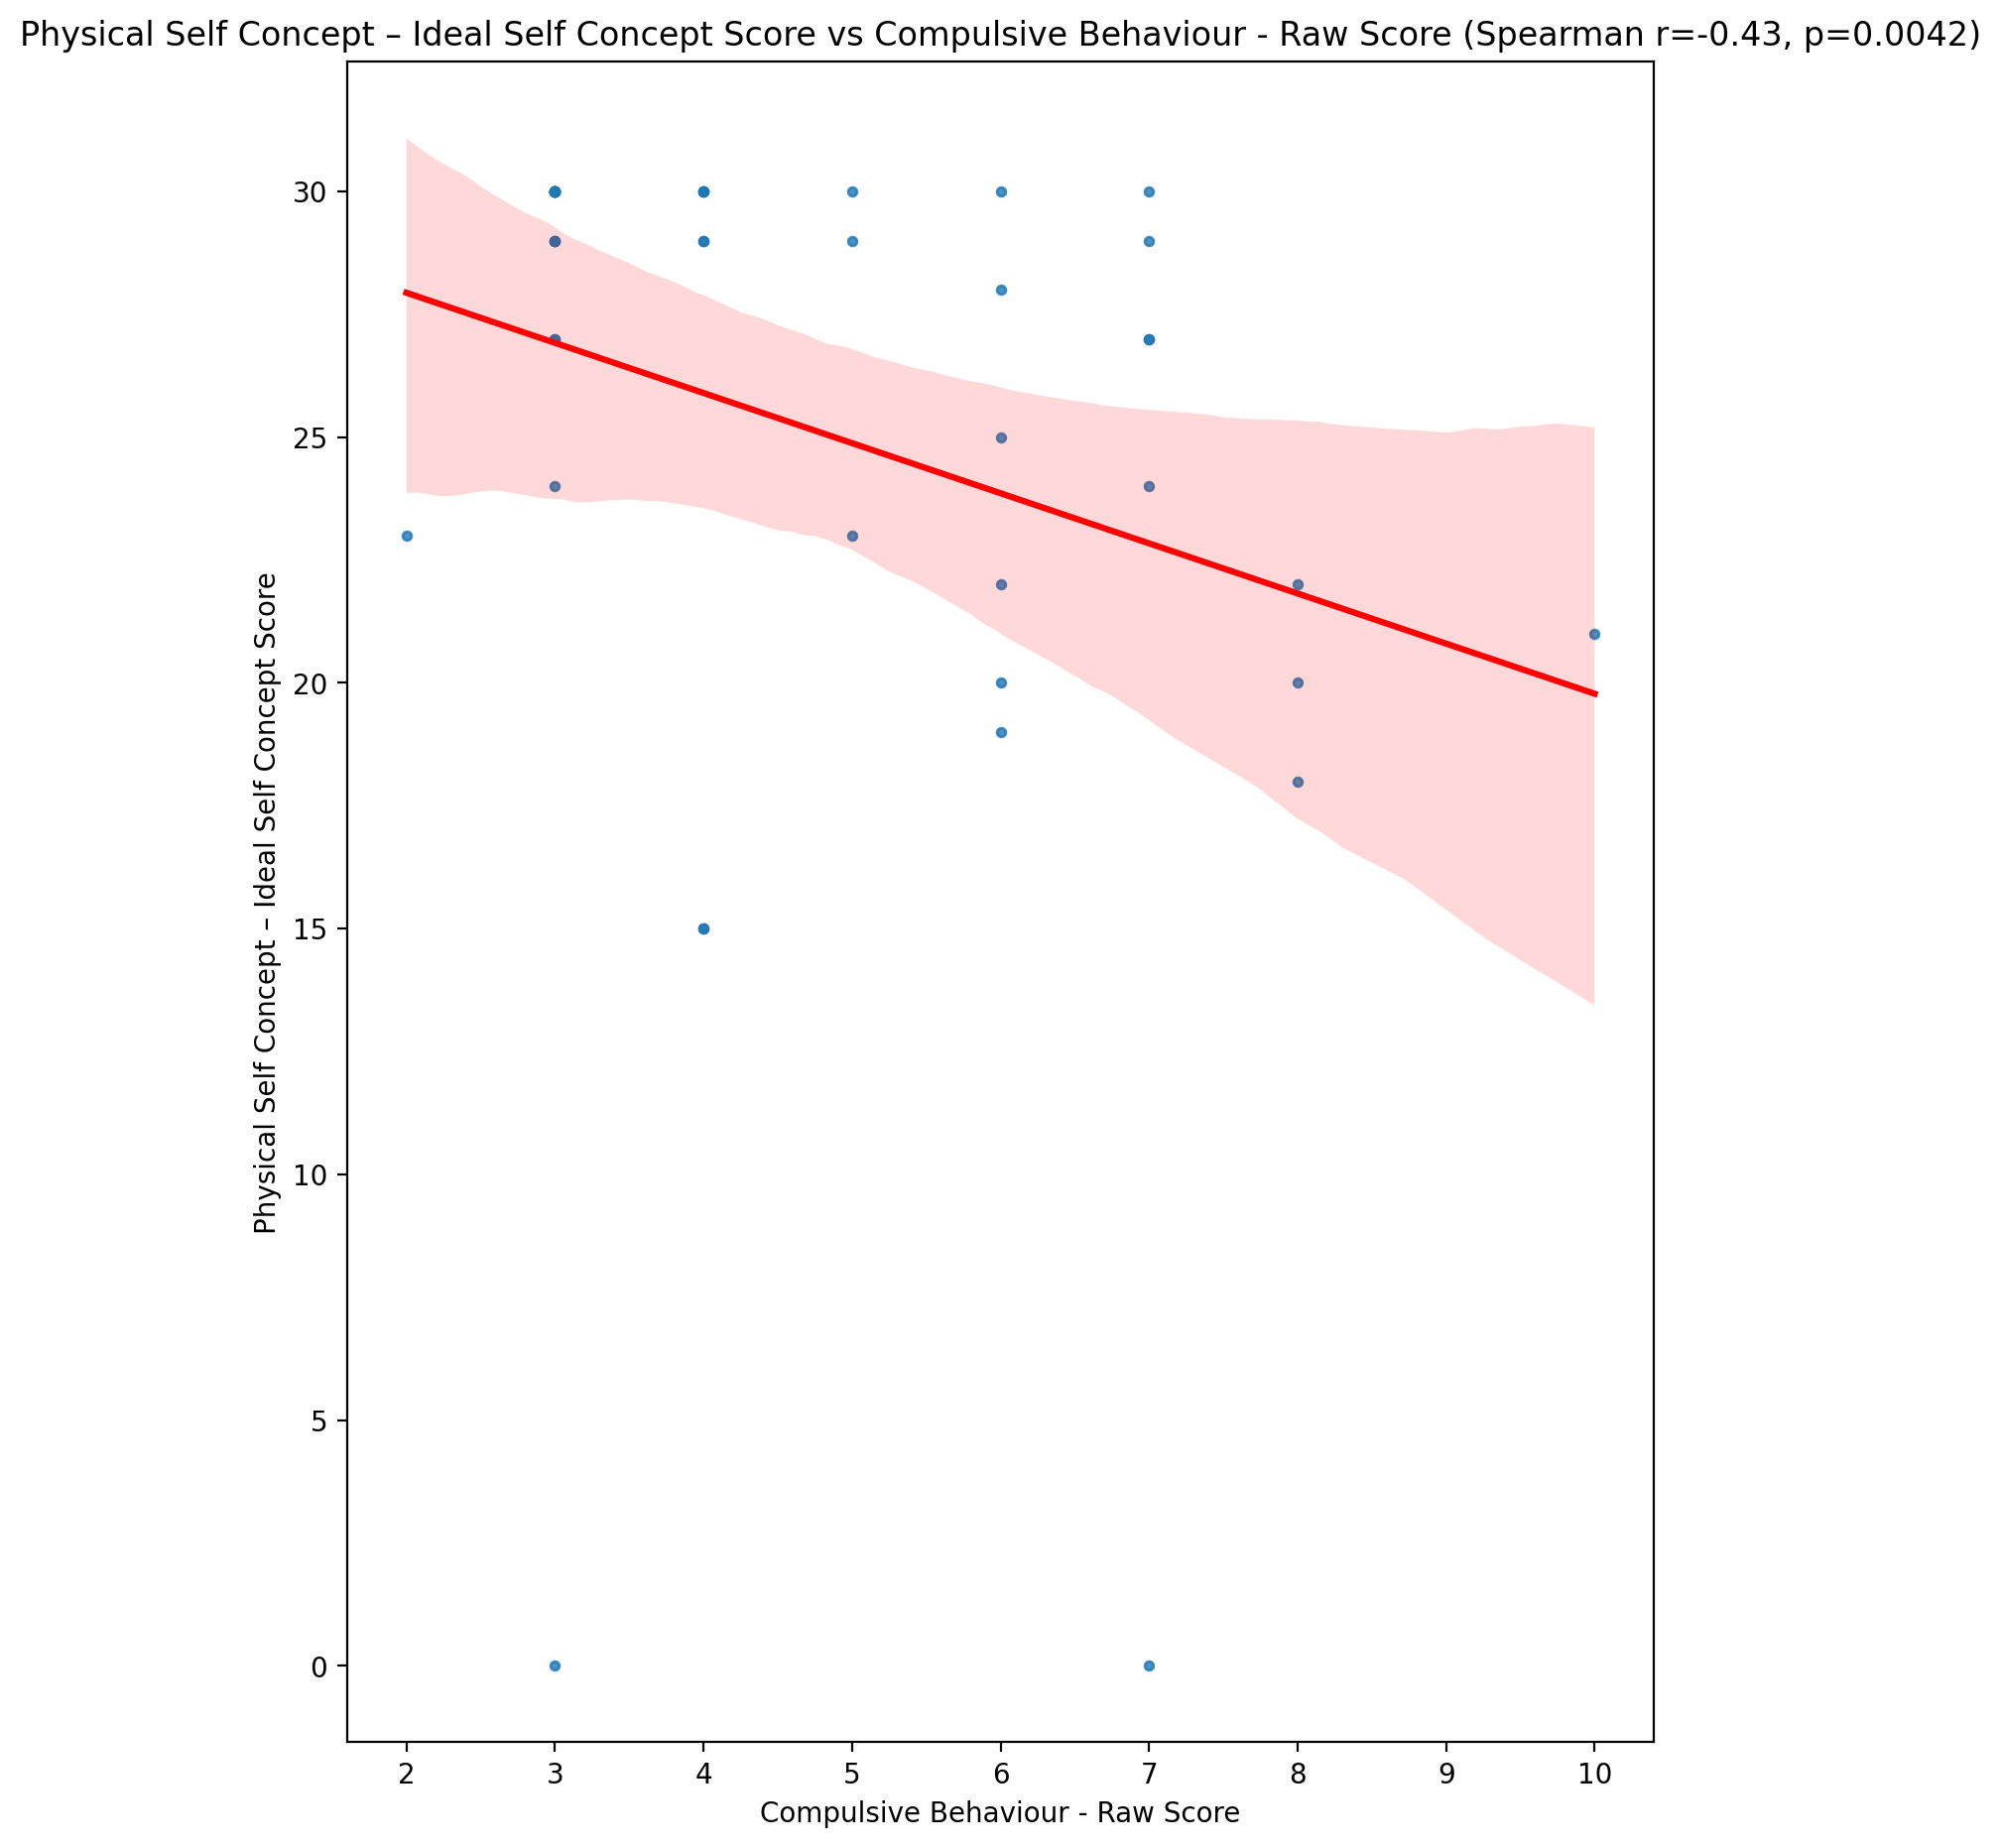 Physical Self Concept – Ideal Self Concept Score vs Compulsive Behaviour - Raw Score (Spearman r=-0.43, p=0.0042)
Physical Self Concept – Ideal Self Concept Score
30
25
20
15
10
5
0
2 3 4 5 6 7 8 9 10
Compulsive Behaviour - Raw Score